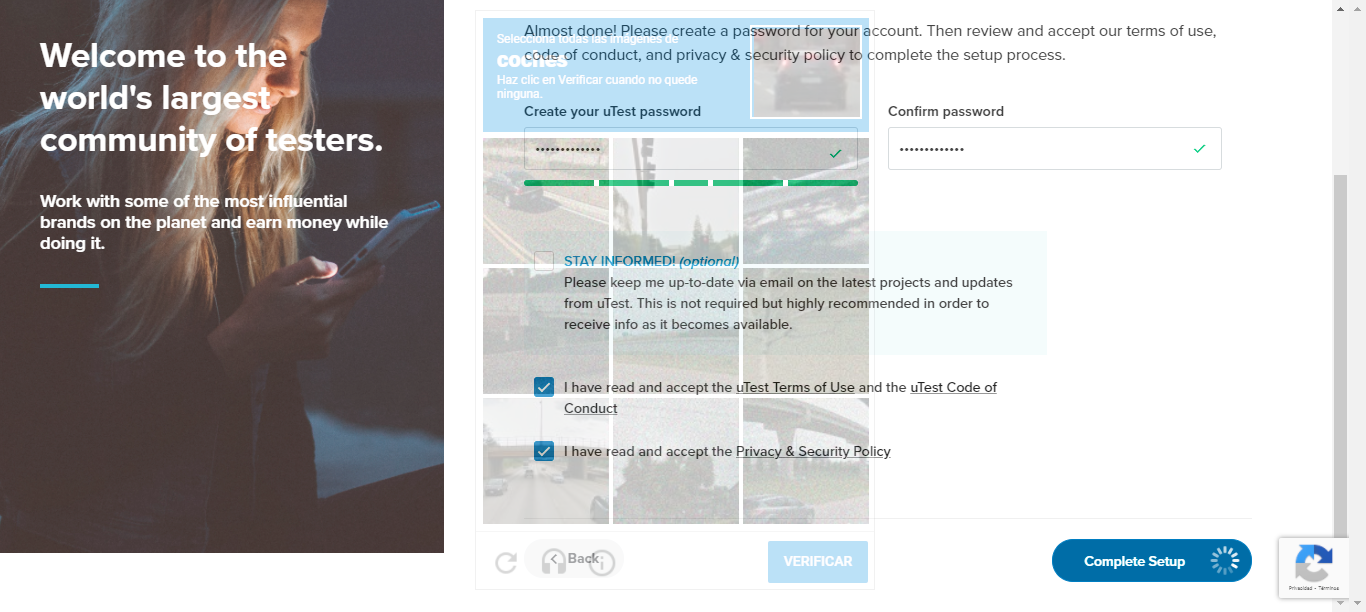 Welcome to the
world's largest
community of testers.
Work with some of the most influential
brands on the planet and earn money while
doing it.
Almost done! Please create a password for your account. Then review and accept our terms of use,
code of conduct, and privacy & security policy to complete the setup process.
Selecciona todas las imágenes de
coches
Haz clic en Verificar cuando no quede
ninguna.
Create your uTest password
Confirm password
STAY INFORMED! (optional)
Please keep me up-to-date via email on the latest projects and updates
from uTest. This is not required but highly recommended in order to
receive info as it becomes available.
I have read and accept the uTest Terms of Use and the uTest Code of
Conduct
I have read and accept the Privacy & Security Policy
Back
VERIFICAR
Complete Setup
Privacidad - Términos